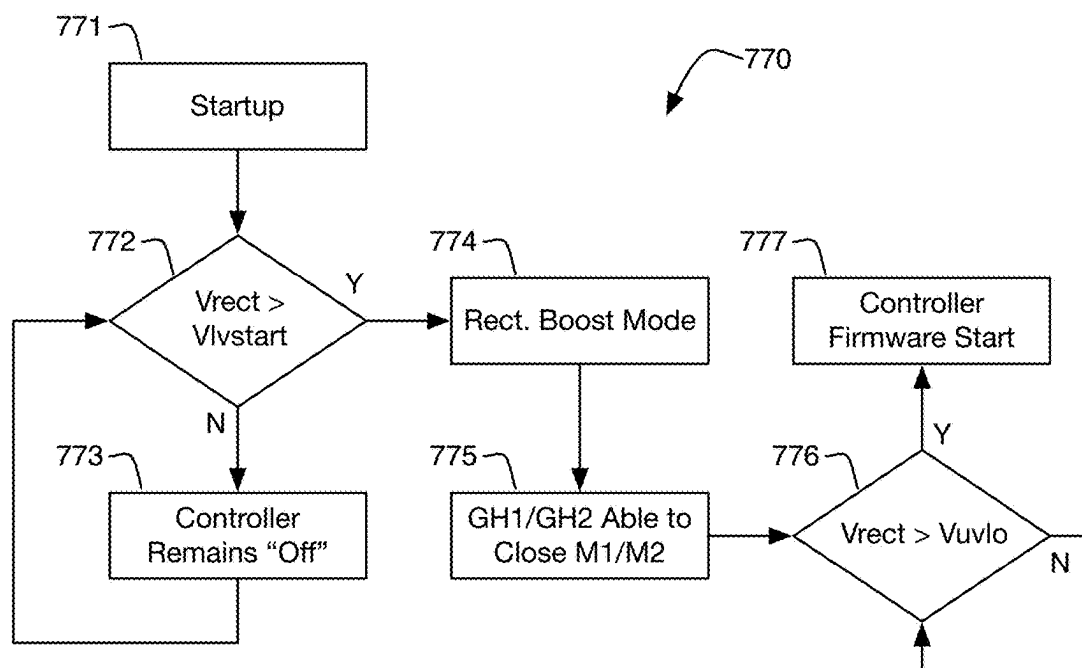 771
Startup
770
772
Vrect >
Vlvstart
Y
N
773
Controller
Remains “Off”
774
Rect. Boost Mode
775
GH1/GH2 Able to
Close M1/M2
776
Vrect > Vuvlo
Y
N
777
Controller
Firmware Start